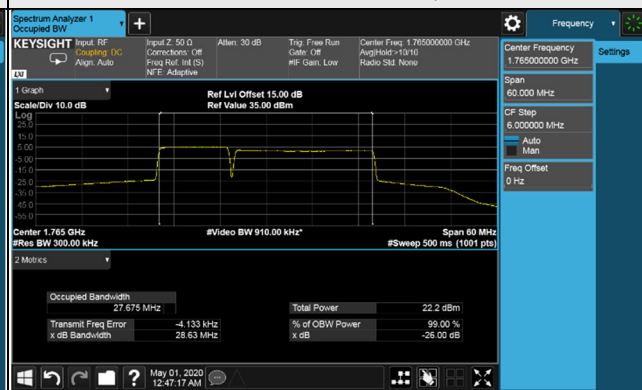 Spectrum Analyzer 1
Occupied BW
Frequency
KEYSIGHT
Input: RF
Coupling: DC
Align: Auto
Input Z: 50 Ω
Corrections: Off
Freq Ref: Int (S)
NFE: Adaptive
Atten: 30 dB
Trig: Free Run
Gate: Off
#IF Gain: Low
Center Freq: 1.765000000 GHz
Avg|Hold:>10/10
Radio Std: None
LXI
Center Frequency
1.765000000 GHz
Settings
Span
60.000 MHz
CF Step
6.000000 MHz
Auto
Man
Freq Offset
0 Hz
1 Graph
Scale/Div 10.0 dB
Ref Lvl Offset 15.00 dB
Ref Value 35.00 dBm
Log
25.0
15.0
5.00
-5.00
-15.0
-25.0
-35.0
-45.0
-55.0
Center 1.765 GHz
#Res BW 300.00 kHz
#Video BW 910.00 kHz*
Span 60 MHz
#Sweep 500 ms (1001 pts)
2 Metrics
Occupied Bandwidth
27.675 MHz
Total Power
22.2 dBm
Transmit Freq Error
-4.133 kHz
% of OBW Power
99.00 %
x dB Bandwidth
28.63 MHz
x dB
-26.00 dB
May 01, 2020
12:47:17 AM